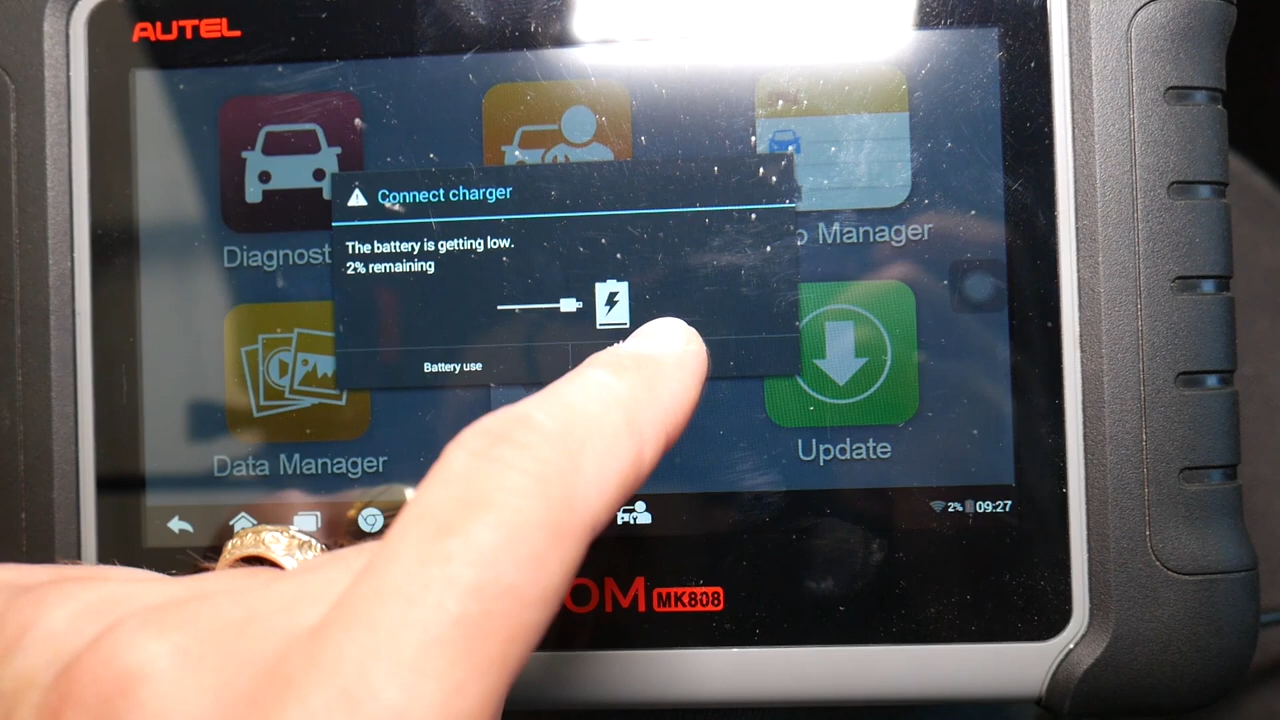 AUTEL
Connect charger
The battery is getting low.
2% remaining
Battery use
Diagnost
p Manager
Data Manager
Update
2% 09:27
OM MK808